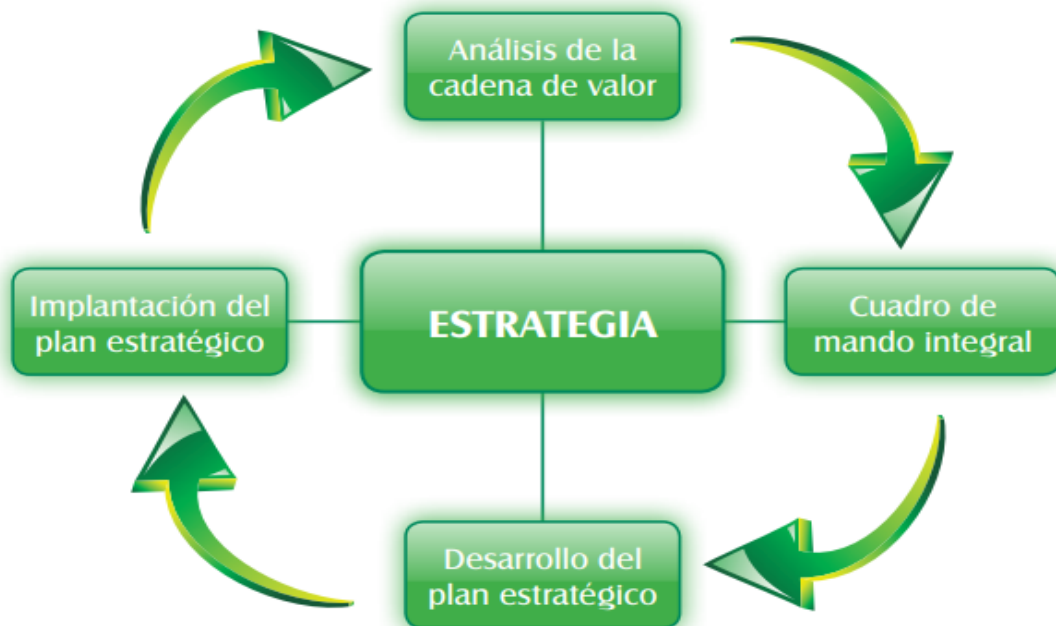 Análisis de la
cadena de valor
Implantación del
plan estratégico
ESTRATEGIA
Cuadro de
mando integral
Desarrollo del
plan estratégico